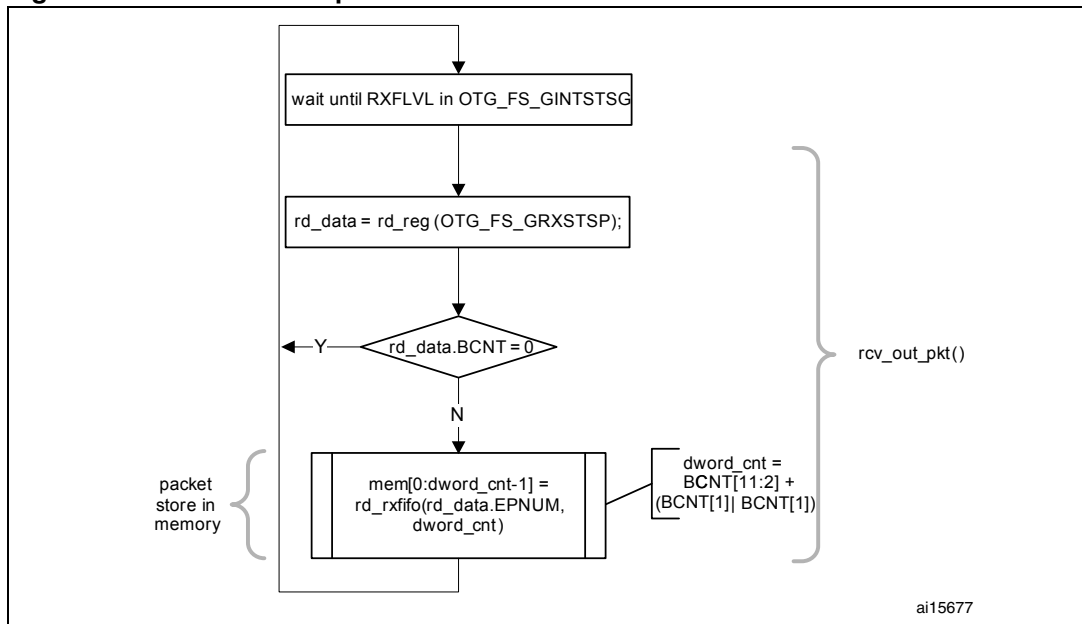 wait until RXFLVL in OTG_FS_GINTSTSG
rd_data = rd_reg (OTG_FS_GRXSTSP);
rd_data.BCNT = 0
Y
rcv_out_pkt()
N
packet
store in
memory
mem[0:dword_cnt-1] =
rd_rxfifo(rd_data.EPNUM,
dword_cnt)
dword_cnt =
BCNT[11:2] +
(BCNT[1]| BCNT[1])
ai15677